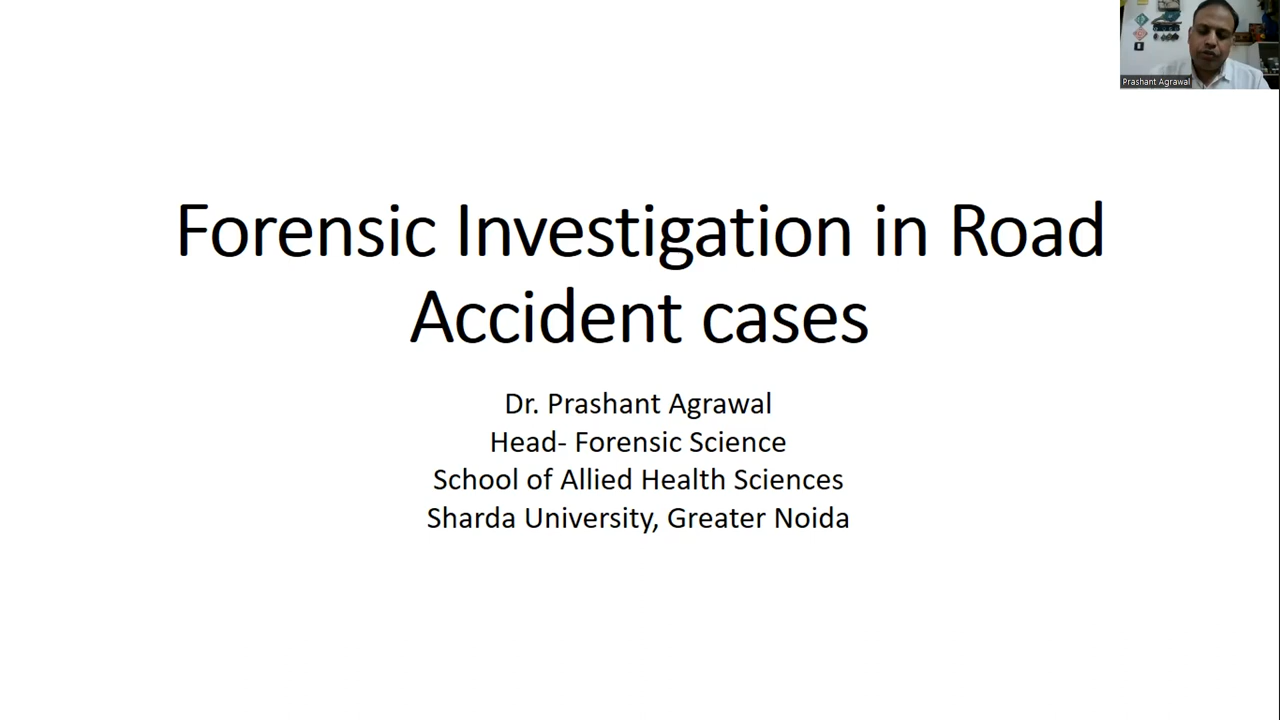 Prashant Agrawal
Forensic Investigation in Road
Accident cases
Dr. Prashant Agrawal
Head- Forensic Science
School of Allied Health Sciences
Sharda University, Greater Noida